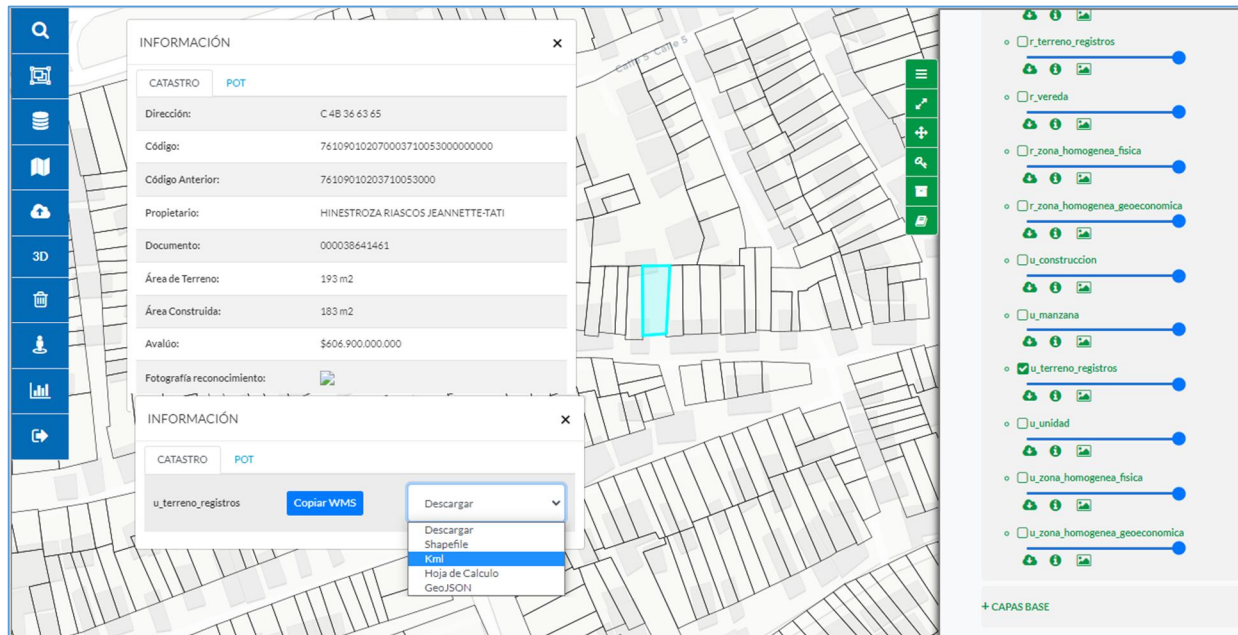 3D
INFORMACIÓN
×
CATASTRO POT
Dirección: C 4B 36 63 65
Código: 761090102070003710053000000000
Código Anterior: 76109010203710053000
Propietario: HINESTROZA RIASCOS JEANNETTE-TATI
Documento: 000038641461
Área de Terreno: 193 m2
Área Construida: 183 m2
Avalúo: $606.900.000.000
Fotografía reconocimiento:
INFORMACIÓN
×
CATASTRO POT
u_terreno_registros Copiar WMS Descargar
Descargar
Shapefile
Kml
Hoja de Calculo
GeoJSON
Calle 5 Calle 5
r_terreno_registros
r_vereda
r_zona_homogenea_fisica
r_zona_homogenea_geoeconomica
u_construccion
u_manzana
u_terreno_registros
u_unidad
u_zona_homogenea_fisica
u_zona_homogenea_geoeconomica
+ CAPAS BASE